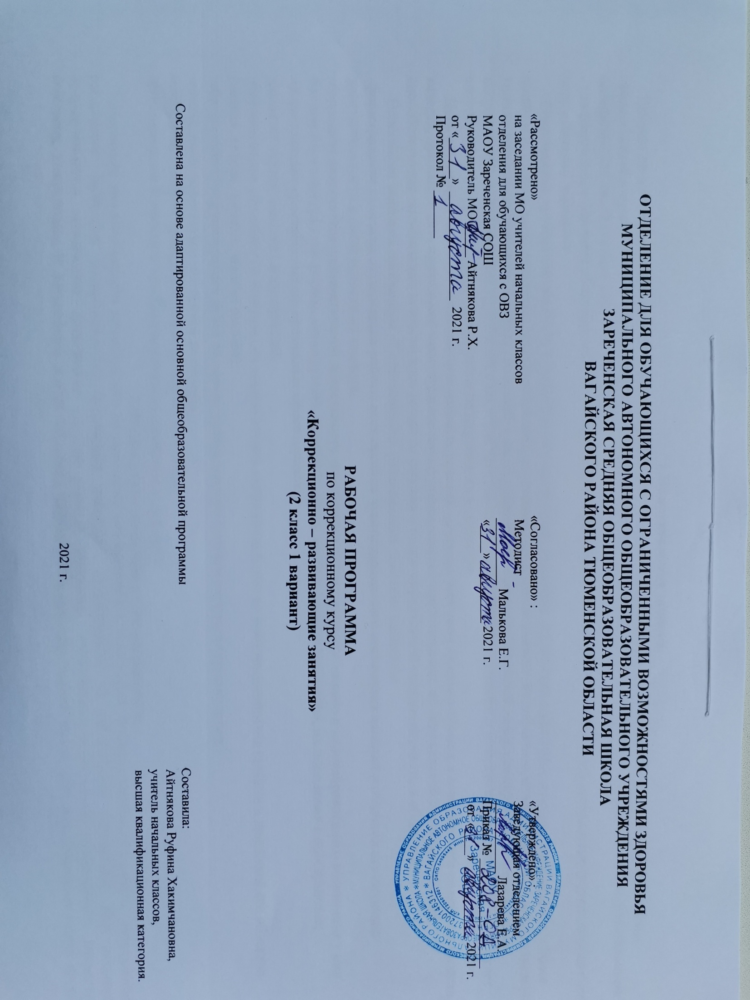 ОТДЕЛЕНИЕ ДЛЯ ОБУЧАЮЩИХСЯ С ОГРАНИЧЕННЫМИ ВОЗМОЖНОСТЯМИ ЗДОРОВЬЯ
МУНИЦИПАЛЬНОГО АВТОНОМНОГО ОБЩЕОБРАЗОВАТЕЛЬНОГО УЧРЕЖДЕНИЯ
ЗАРЕЧЕНСКАЯ СРЕДНЯЯ ОБЩЕОБРАЗОВАТЕЛЬНАЯ ШКОЛА
ВАГАЙСКОГО РАЙОНА ТЮМЕНСКОЙ ОБЛАСТИ
«Рассмотрено»
на заседании МО учителей начальных классов
отделения для обучающихся с ОВЗ
МАОУ Зареченская СОШ
Руководитель МО Айтнякова Р.Х.
от « 31 » августа 2021 г.
Протокол № 1
«Согласовано» :
Методист
Малькова Е.Г.
«31» августа 2021 г.
«Утверждено» :
Заведующая отделением
Лазарева Е.А.
Приказ № 208-ОД
от «31» августа 2021 г.
РАБОЧАЯ ПРОГРАММА
по коррекционному курсу
«Коррекционно – развивающие занятия»
(2 класс 1 вариант)
Составлена на основе адаптированной основной общеобразовательной программы
Составила:
Айтнякова Руфина Хакимчановна,
учитель начальных классов,
высшая квалификационная категория.
2021 г.